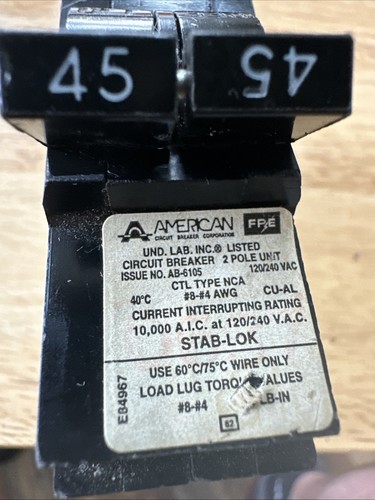 45 45
AMERICAN FPE
CIRCUIT BREAKER CORPORATION
UND. LAB. INC.® LISTED
CIRCUIT BREAKER 2 POLE UNIT
ISSUE NO. AB-6105 120/240 VAC
CTL TYPE NCA
40°C #8-#4 AWG CU-AL
CURRENT INTERRUPTING RATING
10,000 A.I.C. at 120/240 V.A.C.
STAB-LOK
USE 60°C/75°C WIRE ONLY
LOAD LUG TORQUE VALUES
#8-#4 LB-IN
62
E84967